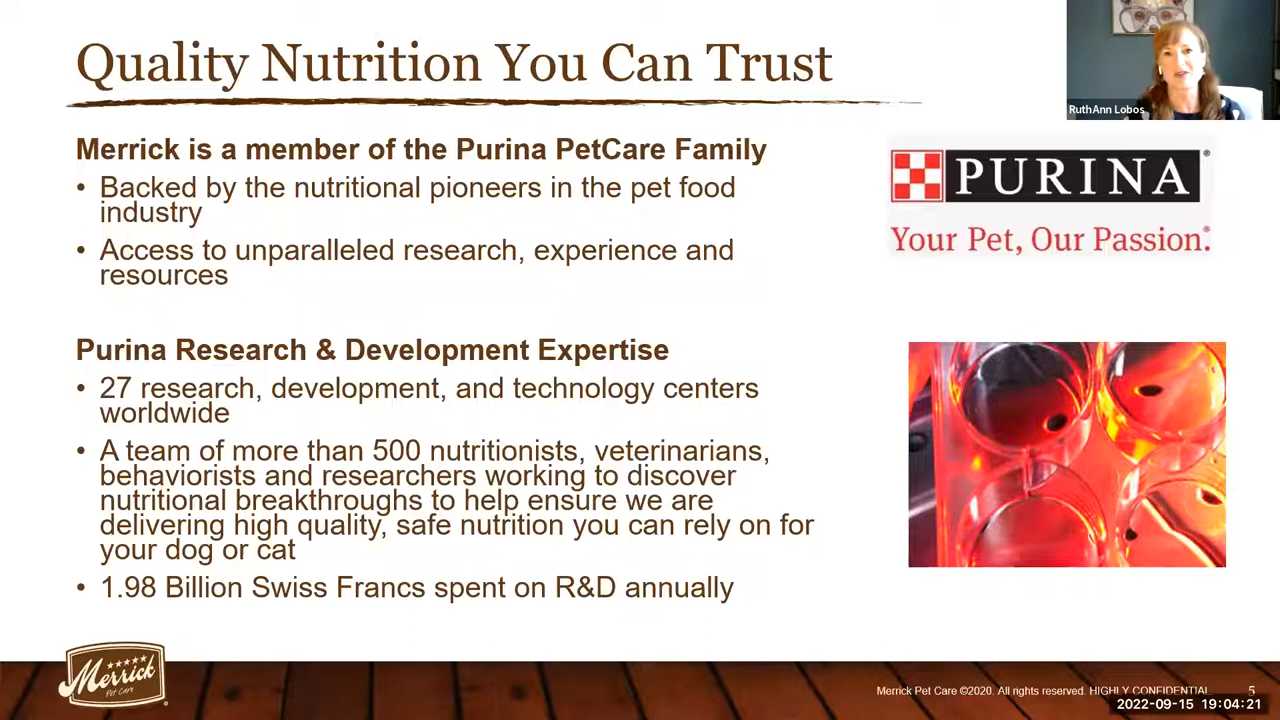 Quality Nutrition You Can Trust
RuthAnn Lobos
Merrick is a member of the Purina PetCare Family
• Backed by the nutritional pioneers in the pet food
industry
• Access to unparalleled research, experience and
resources
PURINA®
Your Pet, Our Passion.®
Purina Research & Development Expertise
• 27 research, development, and technology centers
worldwide
• A team of more than 500 nutritionists, veterinarians,
behaviorists and researchers working to discover
nutritional breakthroughs to help ensure we are
delivering high quality, safe nutrition you can rely on for
your dog or cat
• 1.98 Billion Swiss Francs spent on R&D annually
Merrick
Pet Care
Merrick Pet Care ©2020. All rights reserved. HIGHLY CONFIDENTIAL
5
2022-09-15 19:04:21